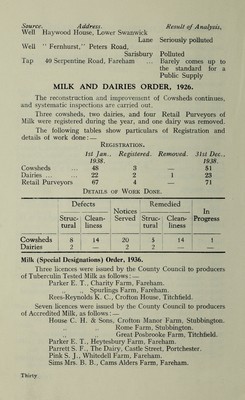 Source. Address. Result of Analysis.
Well Haywood House, Lower Swanwick
Lane Seriously polluted
Well " Fernhurst," Peters Road,
Sarisbury Polluted
Tap 40 Serpentine Road, Fareham ... Barely comes up to
the standard for a
Public Supply
MILK AND DAIRIES ORDER, 1926.
The reconstruction and improvement of Cowsheds continues,
and systematic inspections are carried out.
Three cowsheds, two dairies, and four Retail Purveyors of
Milk were registered during the year, and one dairy was removed.
The following tables show particulars of Registration and
details of work done:—
REGISTRATION.
1st Jan., Registered. Removed. 31st Dec.,
1938. 1938.
Cowsheds ... 48 3 — 51
Dairies ... ... 22 2 1 23
Retail Purveyors 67 4 — 71
DETAILS OF WORK DONE.
Defects Notices Served Remedied In Progress
Struc-tural Clean-liness Struc-tural Clean-liness
Cowsheds 8 14 20 5 14 1
Dairies 2 — 2 2 — —
Milk (Special Designations) Order, 1936.
Three licences were issued by the County Council to producers
of Tuberculin Tested Milk as follows:—
Parker E. T., Charity Farm, Fareham.
,, ,, Spurlings Farm, Fareham.
Rees-Reynolds K. C., Crofton House, Titchfield.
Seven licences were issued by the County Council to producers
of Accredited Milk, as follows:—
House C. H. & Sons, Crofton Manor Farm, Stubbington.
,, ,, Rome Farm, Stubbington.
,, ,, Great Posbrooke Farm, Titchfield.
Parker E. T., Heytesbury Farm, Fareham.
Parrett S. F., The Dairy, Castle Street, Portchester.
Pink S. J., Whitedell Farm, Fareham.
Sims Mrs. B. B., Cams Alders Farm, Fareham.
Thirty